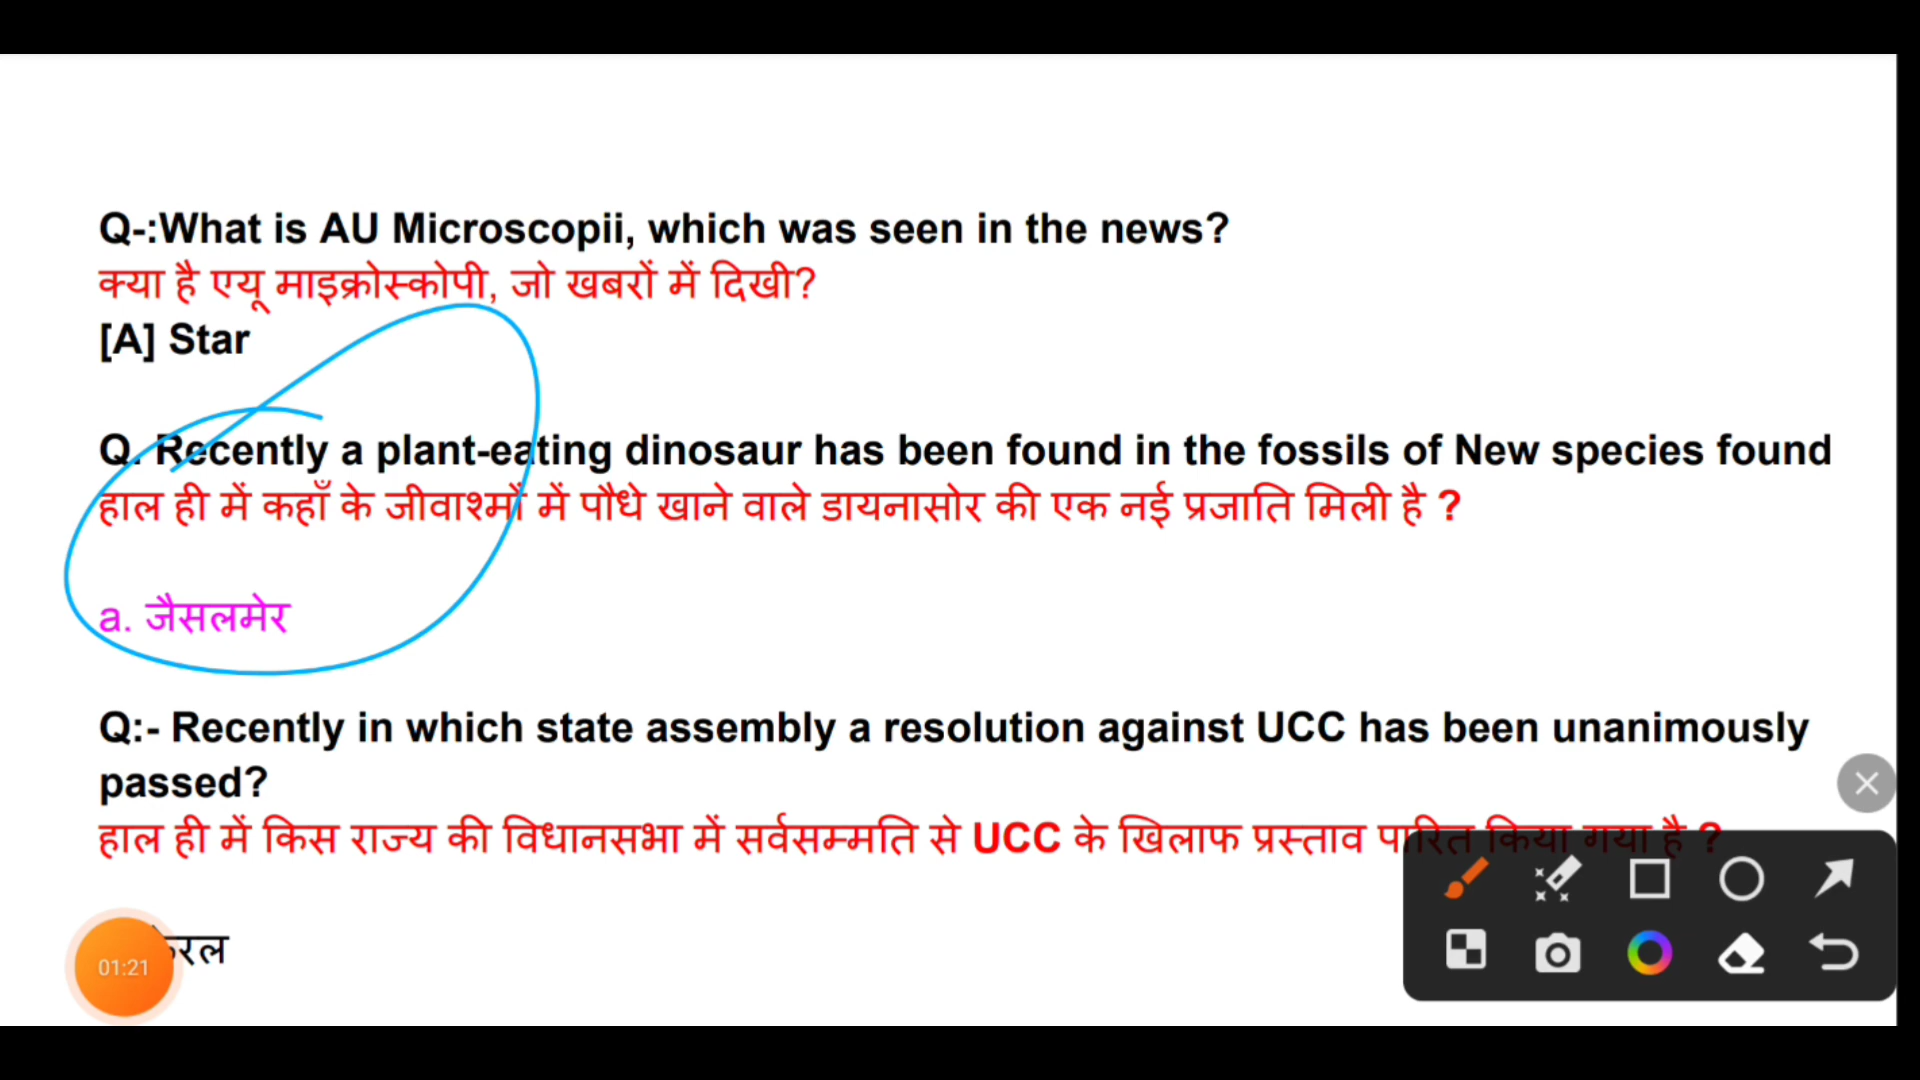 Q-:What is AU Microscopii, which was seen in the news?
क्या है एयू माइक्रोस्कोपी, जो खबरों में दिखी?
[A] Star
Q. Recently a plant-eating dinosaur has been found in the fossils of New species found
हाल ही में कहाँ के जीवाश्मों में पौधे खाने वाले डायनासोर की एक नई प्रजाति मिली है ?
a. जैसलमेर
Q:- Recently in which state assembly a resolution against UCC has been unanimously
passed?
हाल ही में किस राज्य की विधानसभा में सर्वसम्मति से UCC के खिलाफ प्रस्ताव पारित किया गया है ?
केरल
01:21